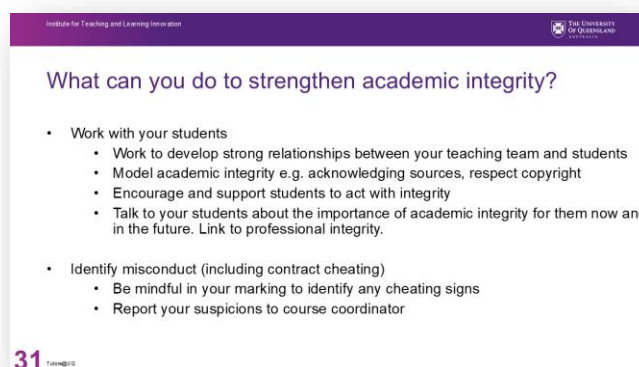 Institute for Teaching and Learning Innovation
THE UNIVERSITY
OF QUEENSLAND
AUSTRALIA
What can you do to strengthen academic integrity?
• Work with your students
• Work to develop strong relationships between your teaching team and students
• Model academic integrity e.g. acknowledging sources, respect copyright
• Encourage and support students to act with integrity
• Talk to your students about the importance of academic integrity for them now an
in the future. Link to professional integrity.
• Identify misconduct (including contract cheating)
• Be mindful in your marking to identify any cheating signs
• Report your suspicions to course coordinator
31 Tutors@UQ